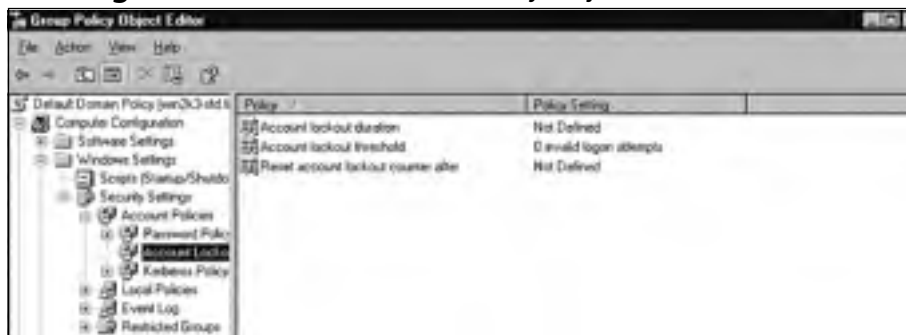 Group Policy Object Editor
File Action View Help
Default Domain Policy [win2k3-std.t
Computer Configuration
Software Settings
Windows Settings
Scripts (Startup/Shutdo
Security Settings
Account Policies
Password Polic
Account Locko
Kerberos Policy
Local Policies
Event Log
Restricted Groups
Policy
Policy Setting
Account lockout duration
Not Defined
Account lockout threshold
0 invalid logon attempts
Reset account lockout counter after
Not Defined